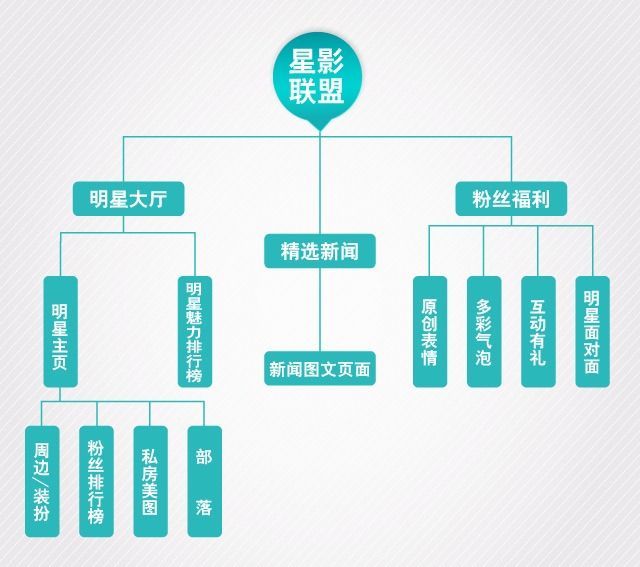 星影
联盟
明星大厅
粉丝福利
精选新闻
明星主页
明星魅力排行榜
原创表情
多彩气泡
互动有礼
明星面对面
新闻图文页面
周边/装扮
粉丝排行榜
私房美图
部落